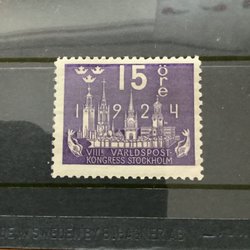 15 öre
1924
VIII: VÄRLDSPOST
KONGRESS STOCKHOLM